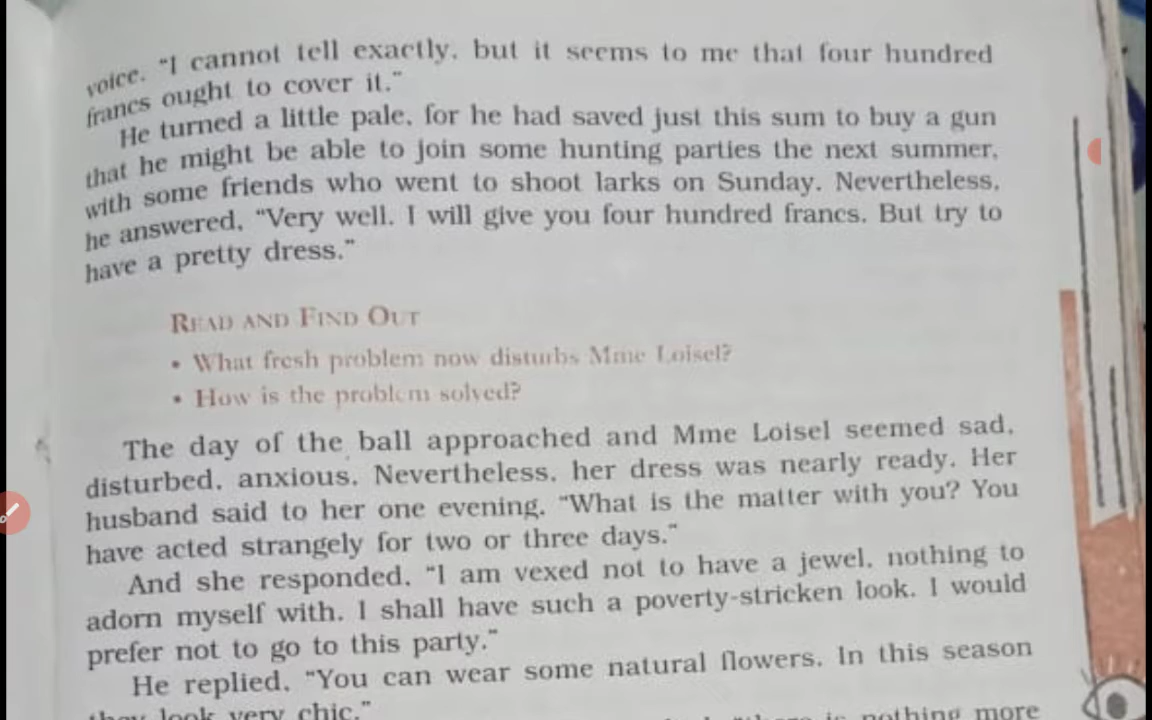 voice. "I cannot tell exactly, but it seems to me that four hundred
francs ought to cover it."
He turned a little pale, for he had saved just this sum to buy a gun
that he might be able to join some hunting parties the next summer,
with some friends who went to shoot larks on Sunday. Nevertheless,
he answered, "Very well. I will give you four hundred francs. But try to
have a pretty dress."
READ AND FIND OUT
• What fresh problem now disturbs Mme Loisel?
• How is the problem solved?
The day of the ball approached and Mme Loisel seemed sad,
disturbed, anxious. Nevertheless, her dress was nearly ready. Her
husband said to her one evening, "What is the matter with you? You
have acted strangely for two or three days."
And she responded, "I am vexed not to have a jewel, nothing to
adorn myself with. I shall have such a poverty-stricken look. I would
prefer not to go to this party."
He replied, "You can wear some natural flowers. In this season
they look very chic."
is nothing more